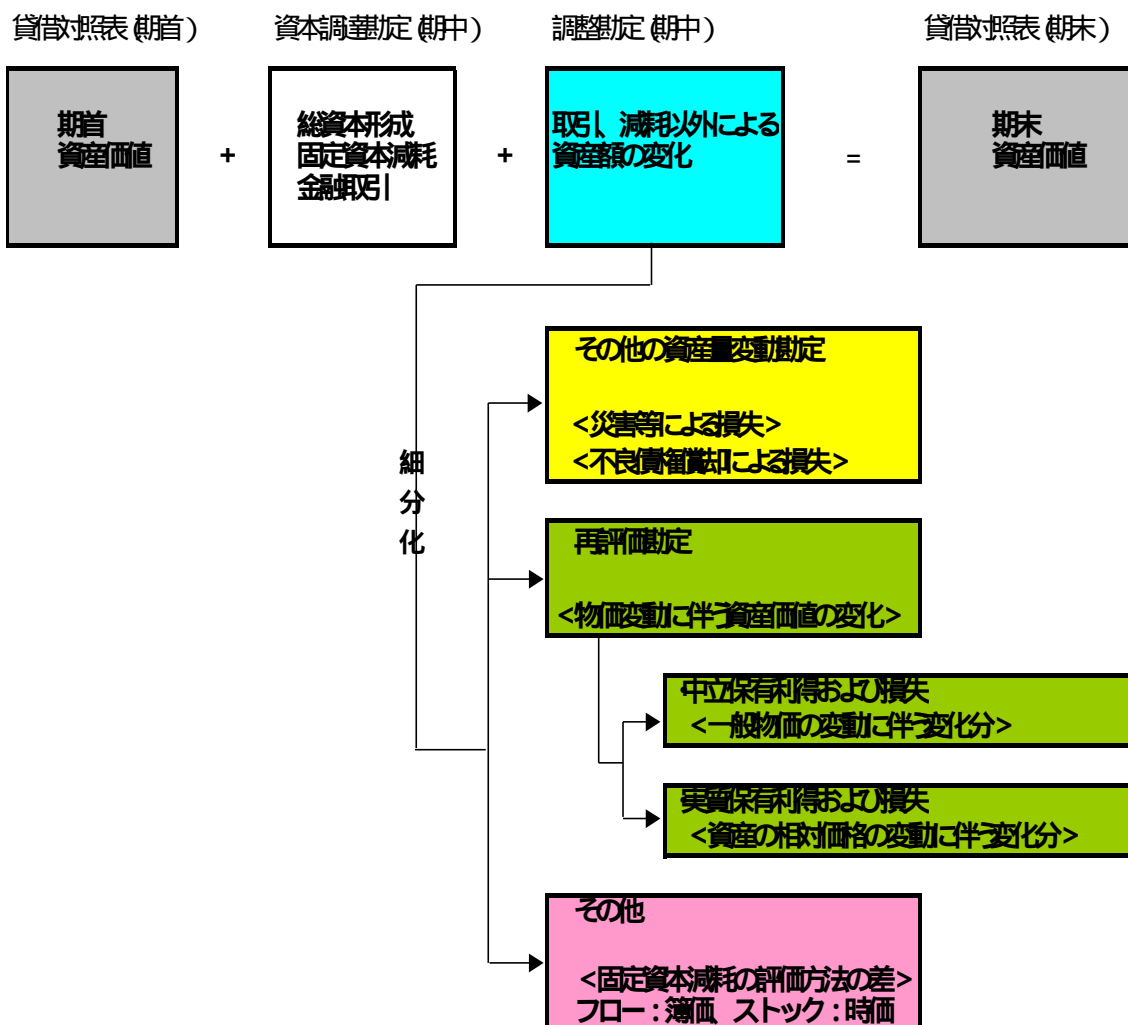 貸借対照表（期首）
資本調達勘定（期中）
調整勘定（期中）
貸借対照表（期末）
期首
資産価値
+
総資本形成
固定資本減耗
金融取引
+
取引、減耗以外による
資産額の変化
=
期末
資産価値
細
分
化
その他の資産量変動勘定
<災害等による損失>
<不良債権償却による損失>
再評価勘定
<物価変動に伴う資産価値の変化>
中立保有利得および損失
<一般物価の変動に伴う変化分>
実質保有利得および損失
<資産の相対価格の変動に伴う変化分>
その他
<固定資本減耗の評価方法の差>
フロー：簿価、ストック：時価